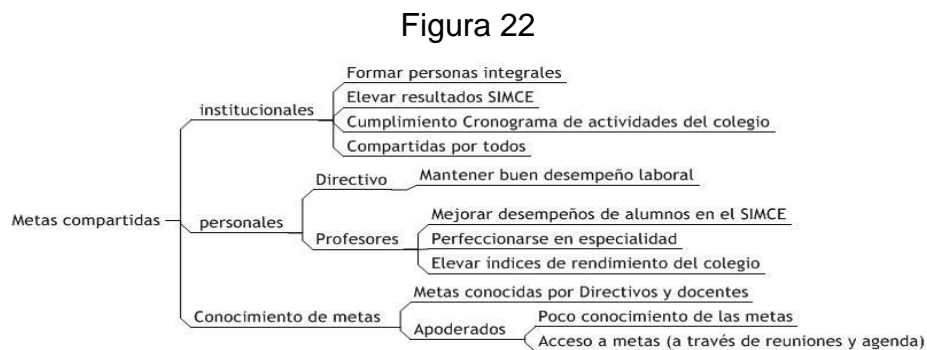 Figura 22
Metas compartidas
institucionales
Formar personas integrales
Elevar resultados SIMCE
Cumplimiento Cronograma de actividades del colegio
Compartidas por todos
personales
Directivo
Mantener buen desempeño laboral
Profesores
Mejorar desempeños de alumnos en el SIMCE
Perfeccionarse en especialidad
Elevar índices de rendimiento del colegio
Conocimiento de metas
Metas conocidas por Directivos y docentes
Apoderados
Poco conocimiento de las metas
Acceso a metas (a través de reuniones y agenda)